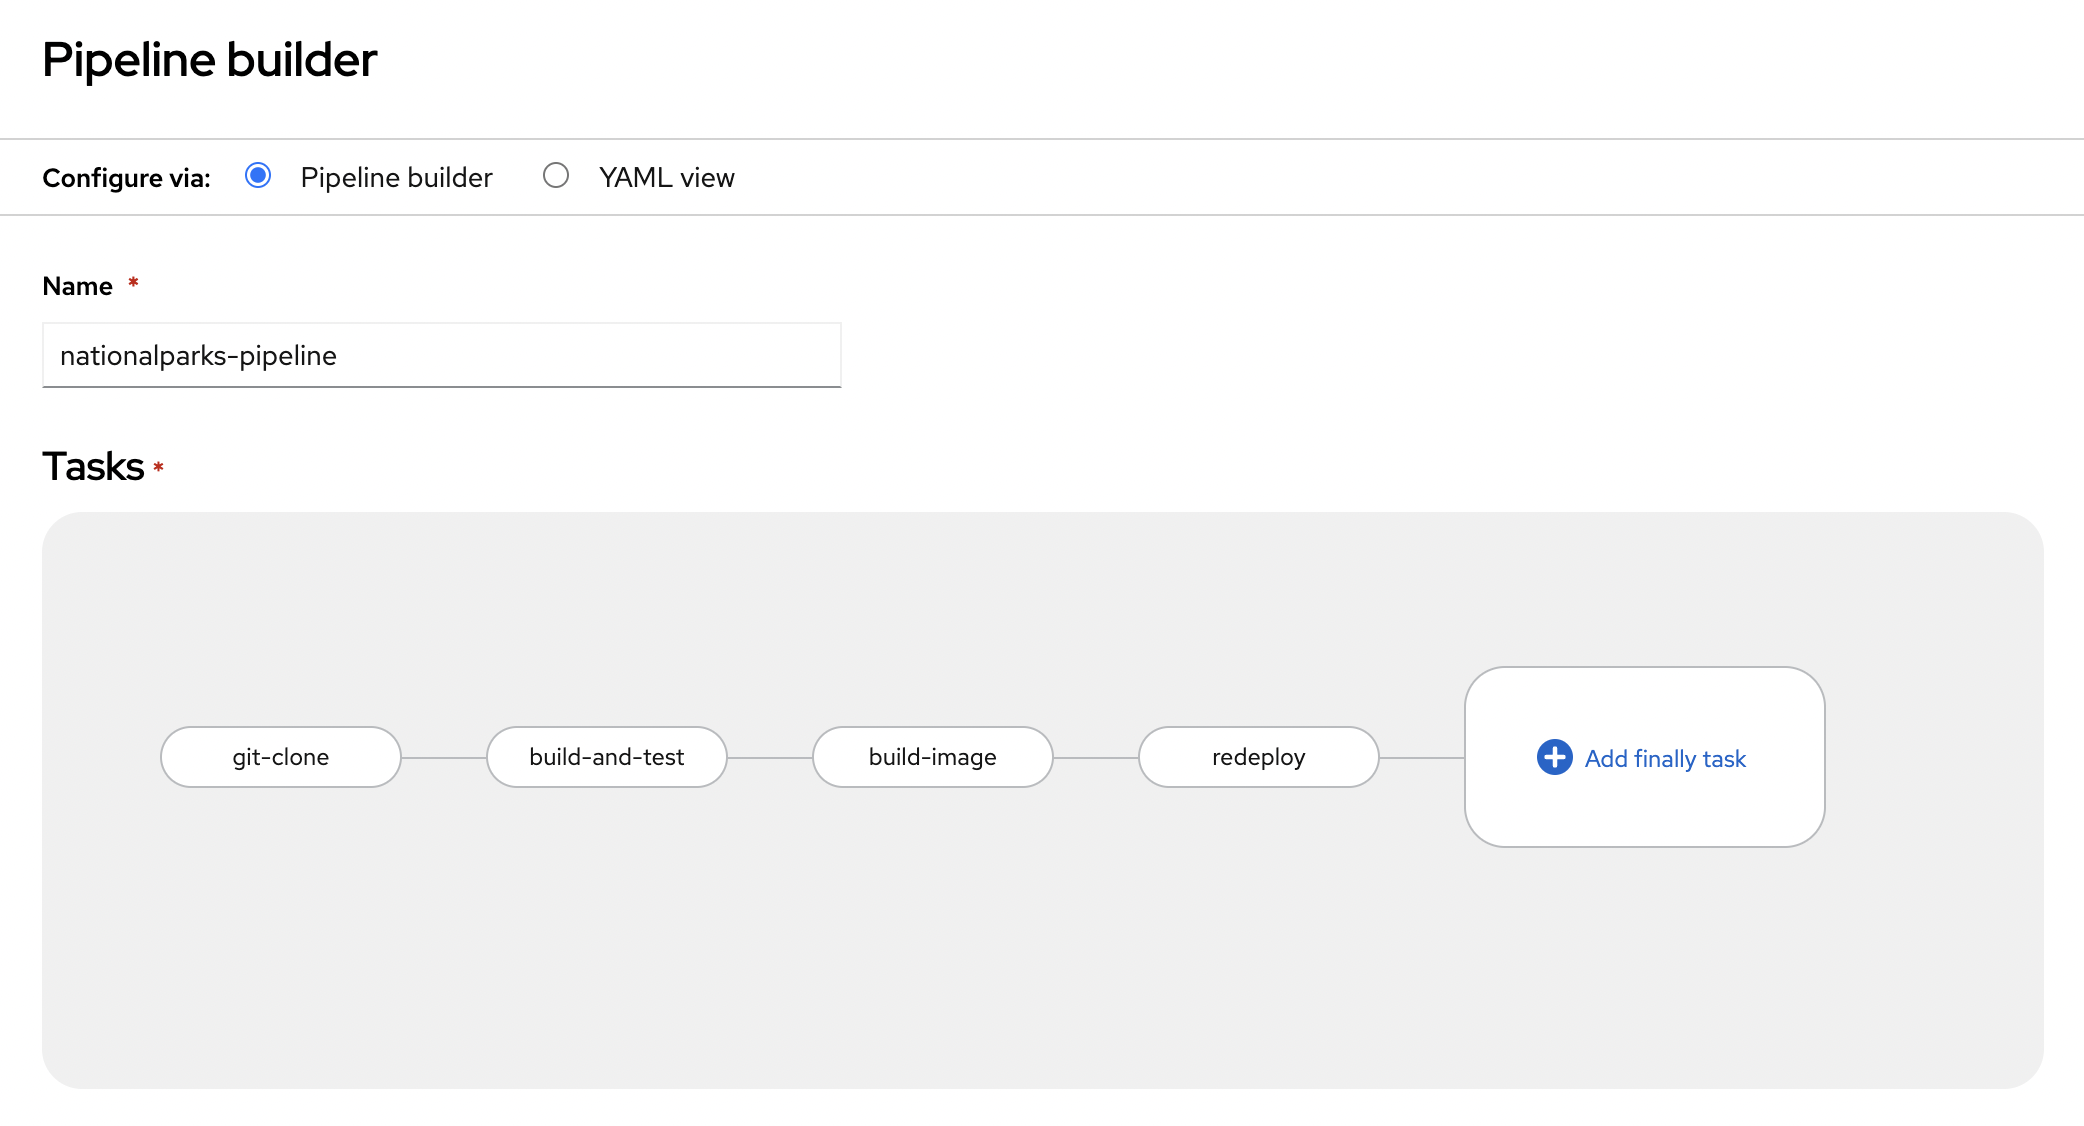 Pipeline builder
Configure via: Pipeline builder YAML view
Name *
nationalparks-pipeline
Tasks *
git-clone build-and-test build-image redeploy Add finally task